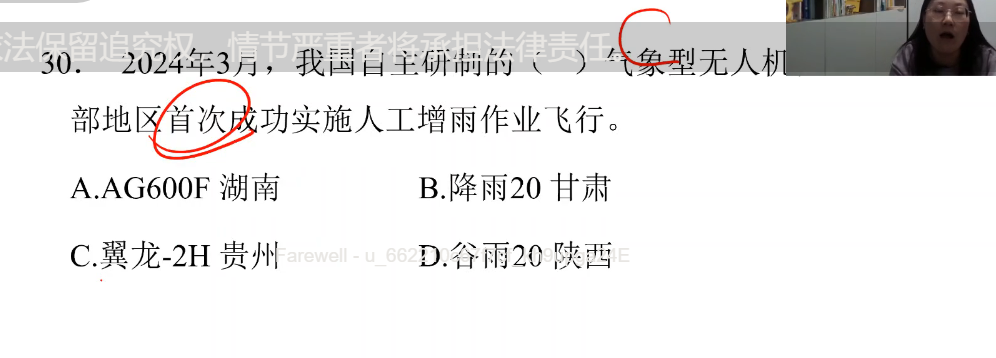 法保留追究权，情节严重者将承担法律责任
30. 2024年3月，我国自主研制的（ ）气象型无人机
部地区首次成功实施人工增雨作业飞行。
A.AG600F 湖南 B.降雨20 甘肃
C.翼龙-2H 贵州 D.谷雨20 陕西
Farewell - u_662